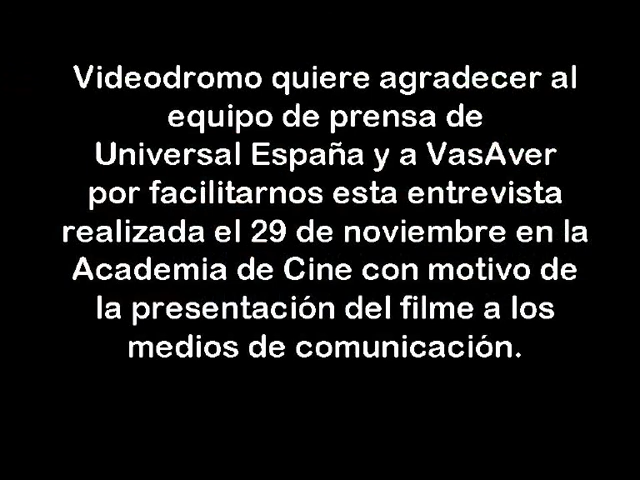 Videodromo quiere agradecer al
equipo de prensa de
Universal España y a VasAver
por facilitarnos esta entrevista
realizada el 29 de noviembre en la
Academia de Cine con motivo de
la presentación del filme a los
medios de comunicación.